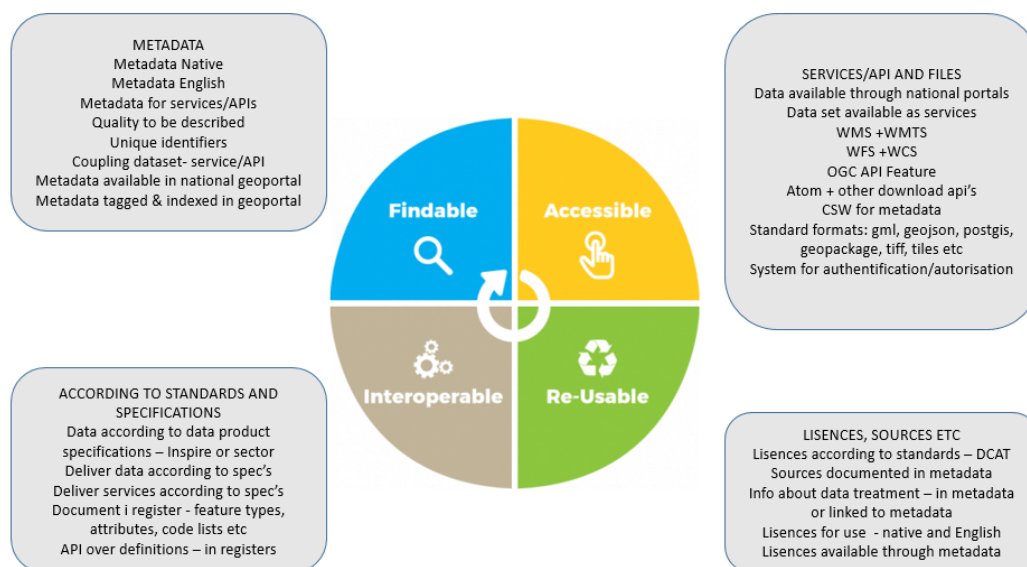 METADATA
Metadata Native
Metadata English
Metadata for services/APIs
Quality to be described
Unique identifiers
Coupling dataset- service/API
Metadata available in national geoportal
Metadata tagged & indexed in geoportal
SERVICES/API AND FILES
Data available through national portals
Data set available as services
WMS +WMTS
WFS +WCS
OGC API Feature
Atom + other download api's
CSW for metadata
Standard formats: gml, geojson, postgis,
geopackage, tiff, tiles etc
System for authentification/autorisation
Findable
Accessible
Interoperable
Re-Usable
ACCORDING TO STANDARDS AND
SPECIFICATIONS
Data according to data product
specifications – Inspire or sector
Deliver data according to spec's
Deliver services according to spec's
Document i register - feature types,
attributes, code lists etc
API over definitions – in registers
LISENCES, SOURCES ETC
Lisences according to standards – DCAT
Sources documented in metadata
Info about data treatment – in metadata
or linked to metadata
Lisences for use  - native and English
Lisences available through metadata